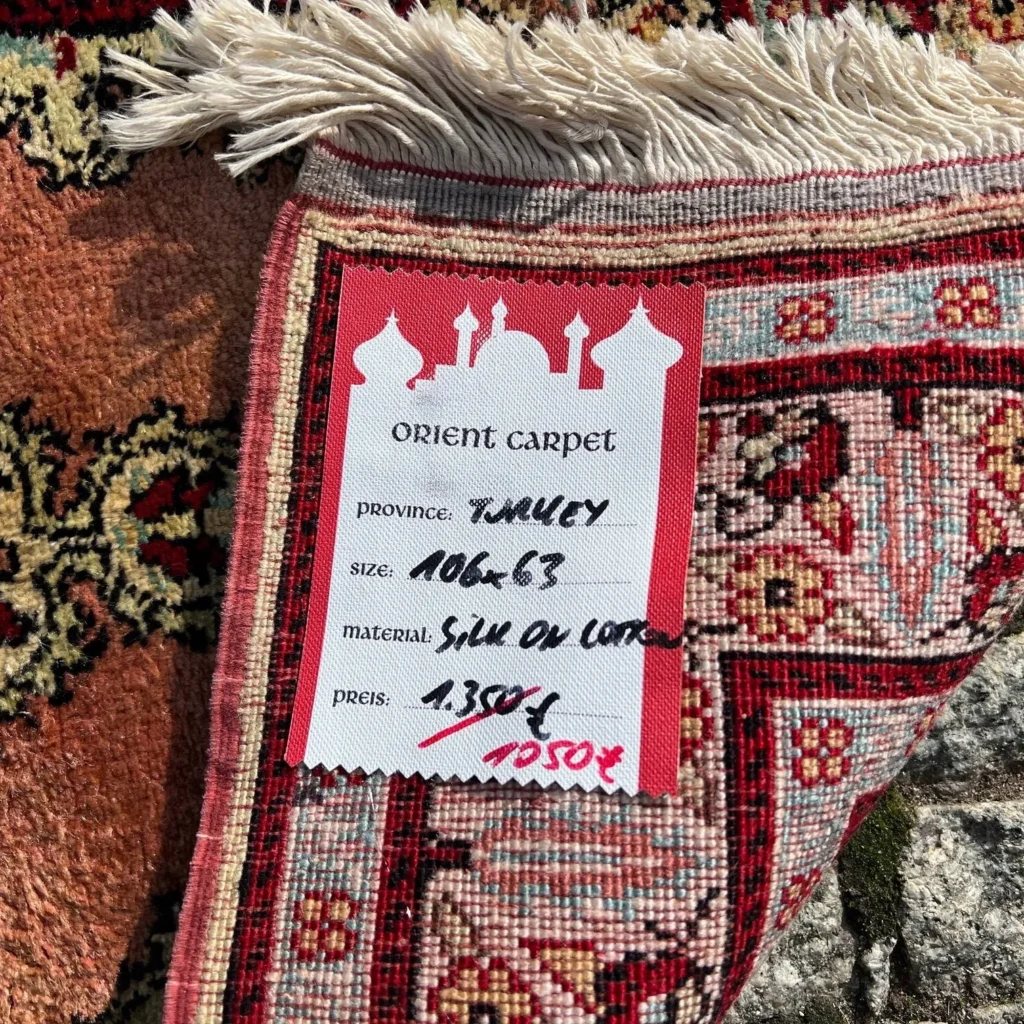 ORIENT CARPET
PROVINCE: TURKEY
SIZE: 106x63
MATERIAL: SILK ON COTTON
PREIS: 1.350 €
1050 €